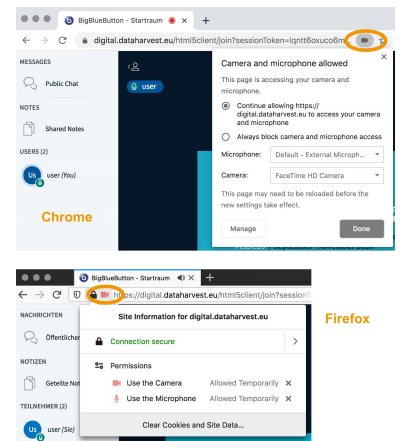 BigBlueButton - Startraum
digital.dataharvest.eu/html5client/join?sessionToken=lqntt6oxuco6m
MESSAGES
Public Chat
NOTES
Shared Notes
USERS (2)
Us user (You)
Chrome
user
Camera and microphone allowed
This page is accessing your camera and
microphone.
Continue allowing https://
digital.dataharvest.eu to access your camera
and microphone
Always block camera and microphone access
Microphone: Default - External Microph...
Camera: FaceTime HD Camera
This page may need to be reloaded before the
new settings take effect.
Manage Done
BigBlueButton - Startraum
https://digital.dataharvest.eu/html5client/join?session
NACHRICHTEN
Öffentlicher
NOTIZEN
Geteilte Not
TEILNEHMER (2)
Us user (Sie)
Site Information for digital.dataharvest.eu
Connection secure
Permissions
Use the Camera Allowed Temporarily
Use the Microphone Allowed Temporarily
Clear Cookies and Site Data...
Firefox